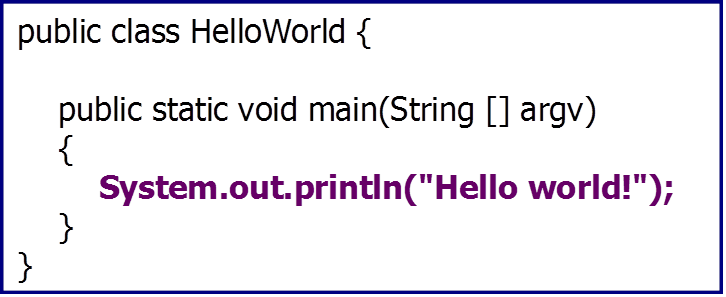 public class HelloWorld {
public static void main(String [] argv)
{
System.out.println("Hello world!");
}
}